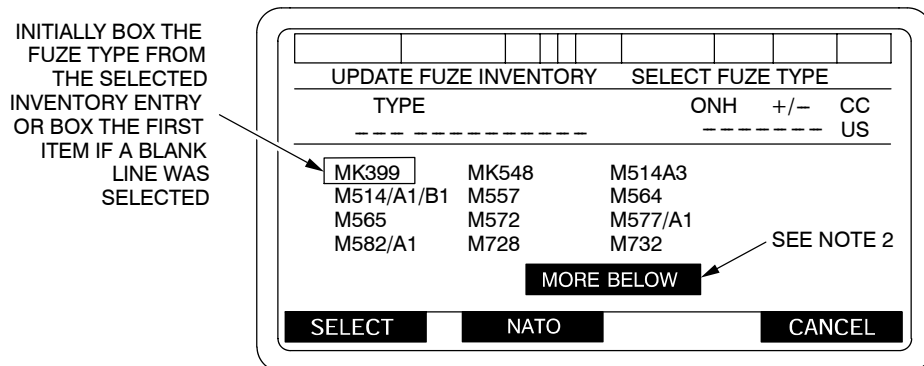 INITIALLY BOX THE
FUZE TYPE FROM
THE SELECTED
INVENTORY ENTRY
OR BOX THE FIRST
ITEM IF A BLANK
LINE WAS
SELECTED
UPDATE FUZE INVENTORY SELECT FUZE TYPE
TYPE ONH +/- CC
--- ---------- ------- US
MK399 MK548 M514A3
M514/A1/B1 M557 M564
M565 M572 M577/A1
M582/A1 M728 M732
SEE NOTE 2
MORE BELOW
SELECT NATO CANCEL